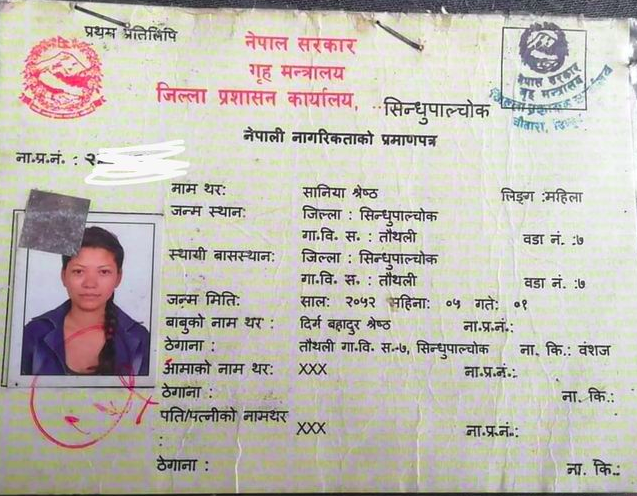 प्रथम प्रतिलिपि
नेपाल सरकार
गृह मन्त्रालय
जिल्ला प्रशासन कार्यालय, .. सिन्धुपाल्चोक
नेपाल सरकार
गृह मन्त्रालय
जिल्ला प्रशासन कार्यालय
चौतारा,
नेपाली नागरिकताको प्रमाणपत्र
ना.प्र.नं. : २
नाम थर: सानिया श्रेष्ठ लिङ्ग :महिला
जन्म स्थान: जिल्ला : सिन्धुपाल्चोक
गा.वि. स. : तौथली वडा नं. :७
स्थायी बासस्थान: जिल्ला : सिन्धुपाल्चोक
गा.वि. स. : तौथली वडा नं. :७
जन्म मिति: साल: २०५२ महिना: ०५ गते: ०१
बाबुको नाम थर : दिर्ग बहादुर श्रेष्ठ ना.प्र.नं.:
ठेगाना : तौथली गा.वि. स.-७, सिन्धुपाल्चोक ना. कि.: वंशज
आमाको नाम थर: XXX ना.प्र.नं.:
ठेगाना : ना. कि.:
पति/पत्नीको नामथर
: XXX ना.प्र.नं.:
ठेगाना : ना. कि.: